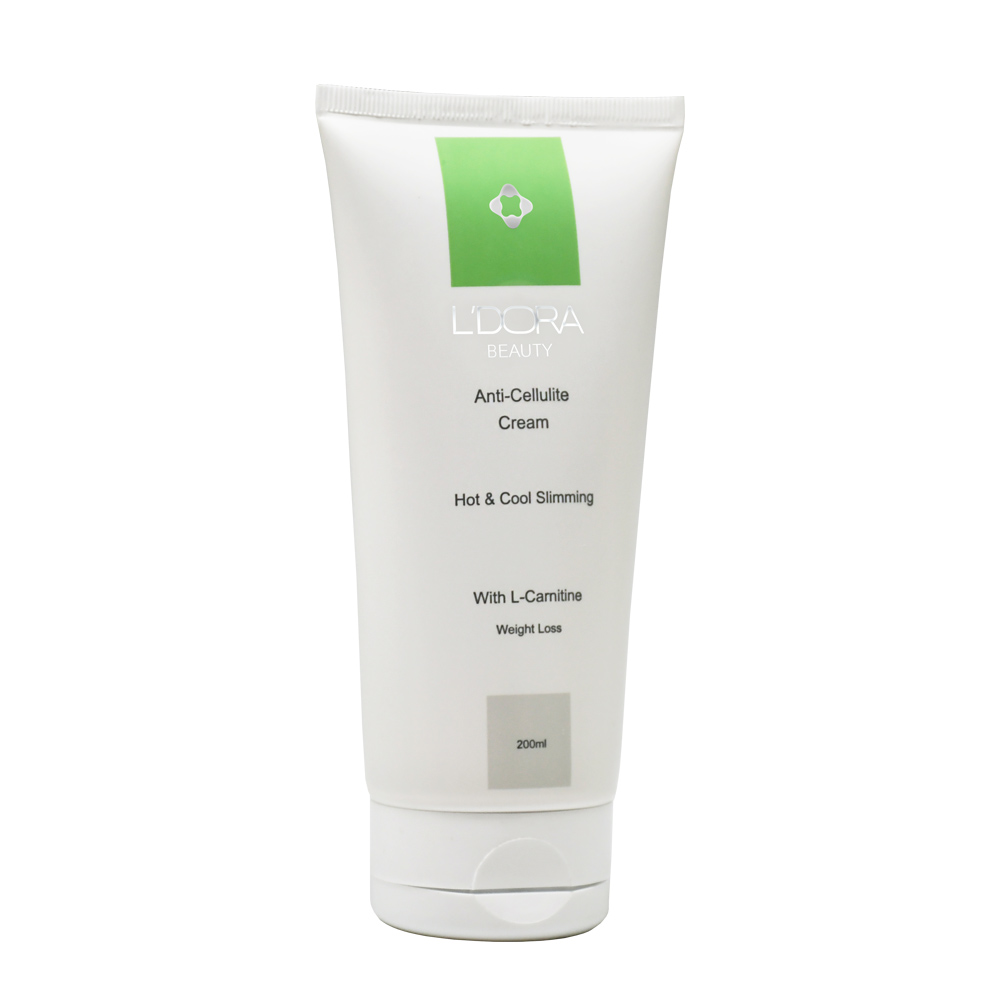 L'DORA
BEAUTY
Anti-Cellulite
Cream
Hot & Cool Slimming
With L-Carnitine
Weight Loss
200ml